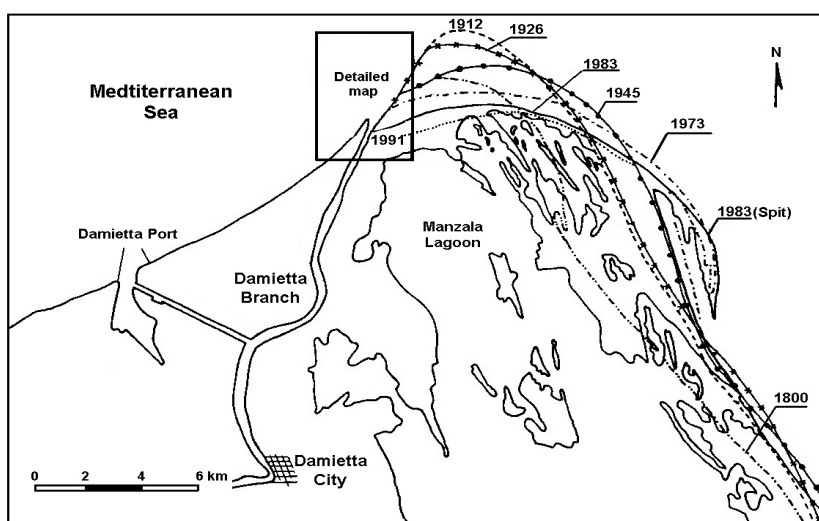 1912
1926
N
Detailed
map
1983
Medtiterranean
Sea
1945
1991
1973
1983(Spit)
Manzala
Lagoon
Damietta Port
Damietta
Branch
1800
Damietta
City
0 2 4 6 km